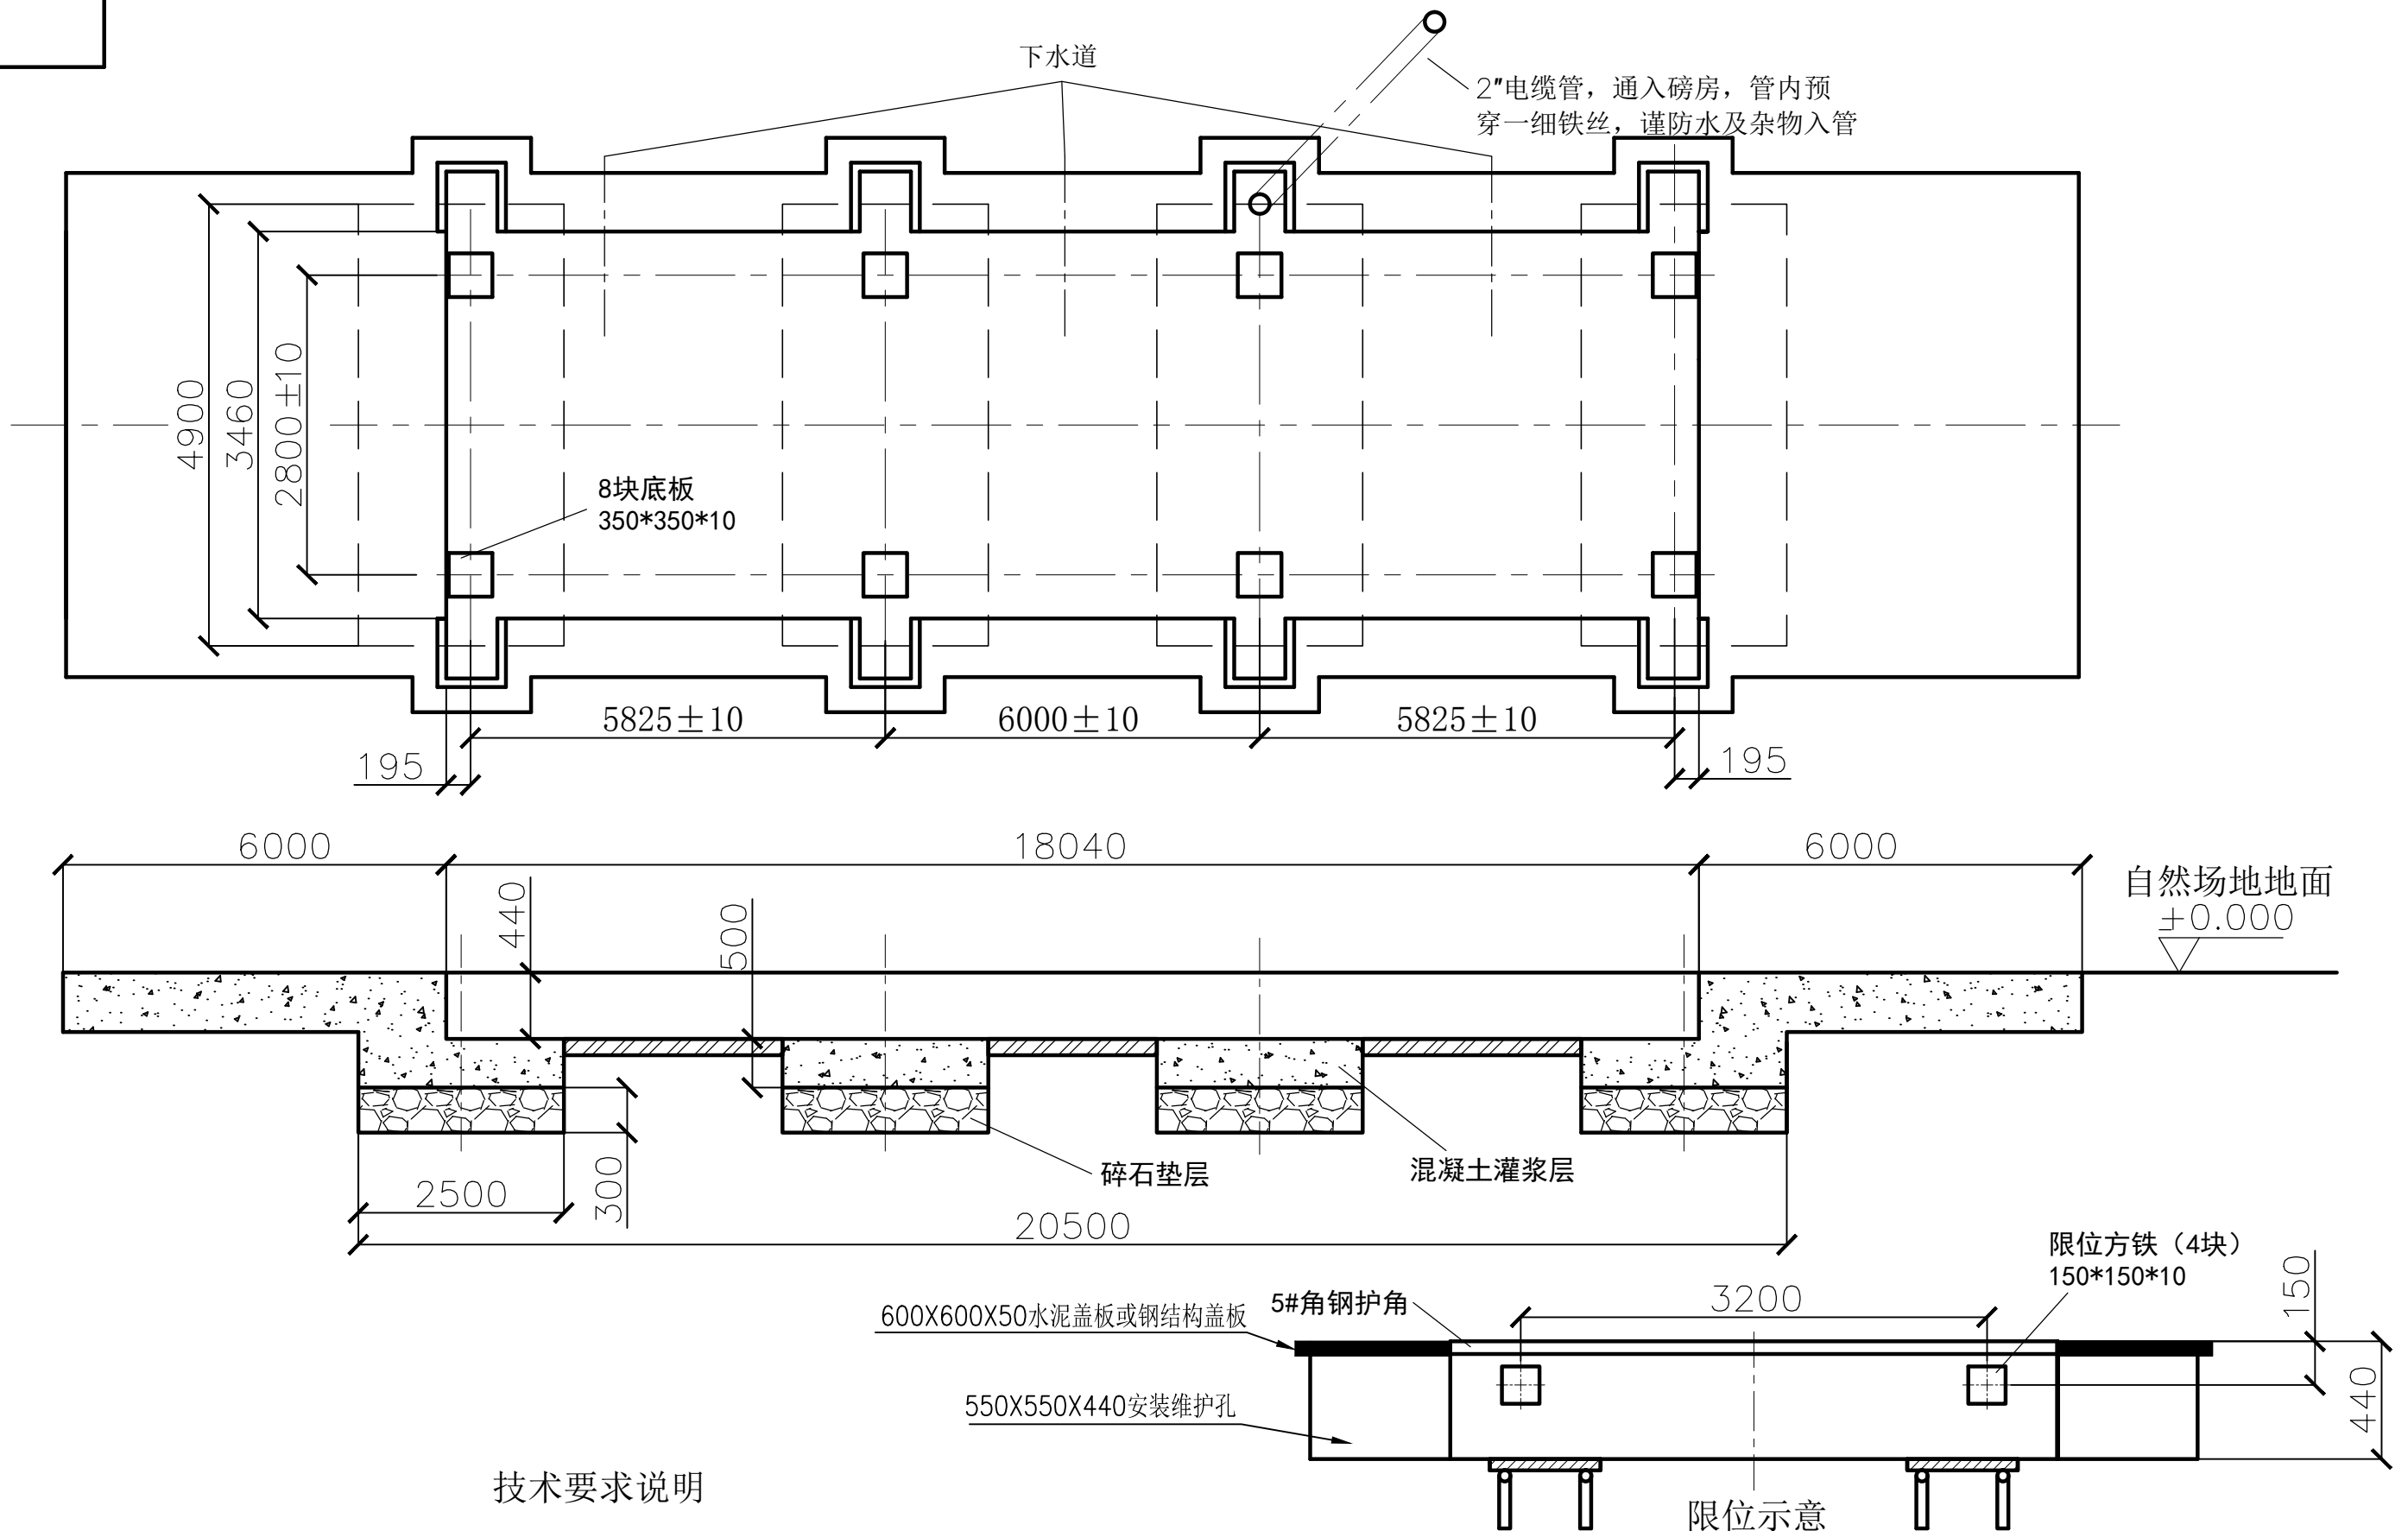 下水道
2"电缆管，通入磅房，管内预
穿一细铁丝，谨防水及杂物入管
4900
3460
2800±10
8块底板
350*350*10
5825±10
6000±10
5825±10
195
195
6000
18040
6000
自然场地地面
±0.000
440
500
碎石垫层
混凝土灌浆层
2500
300
20500
限位方铁（4块）
150*150*10
150
600X600X50水泥盖板或钢结构盖板
5#角钢护角
3200
440
550X550X440安装维护孔
技术要求说明
限位示意